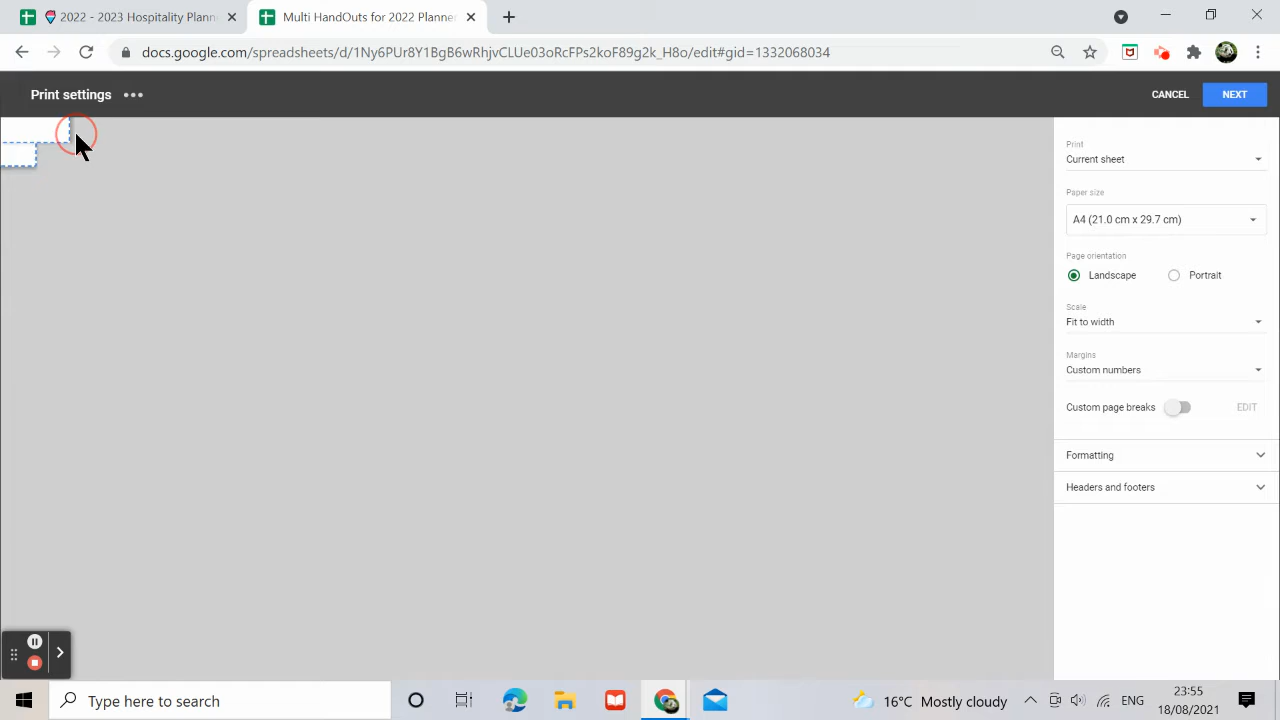 2022 - 2023 Hospitality Plann
Multi HandOuts for 2022 Planner
docs.google.com/spreadsheets/d/1Ny6PUr8Y1BgB6wRhjvCLUe03oRcFPs2koF89g2k_H8o/edit#gid=1332068034
Print settings
CANCEL
NEXT
Print
Current sheet
Paper size
A4 (21.0 cm x 29.7 cm)
Page orientation
Landscape
Portrait
Scale
Fit to width
Margins
Custom numbers
Custom page breaks
EDIT
Formatting
Headers and footers
Type here to search
16°C Mostly cloudy
ENG
23:55
18/08/2021